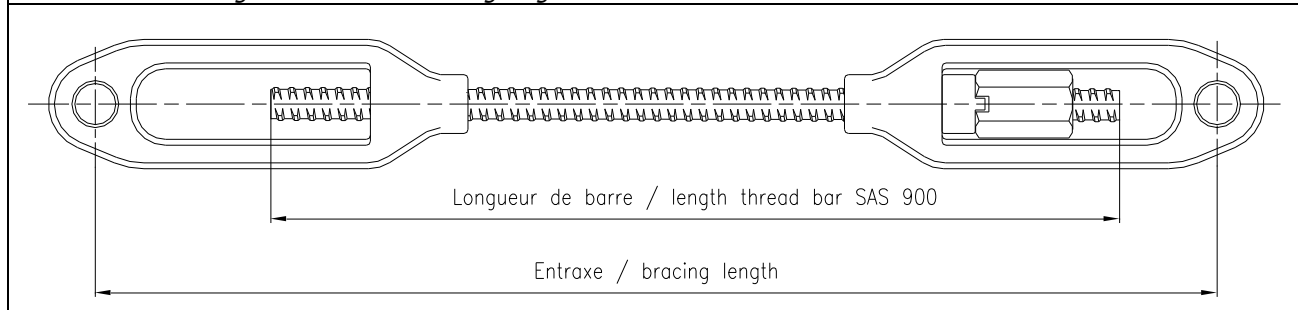 Longueur de barre / length thread bar SAS 900
Entraxe / bracing length